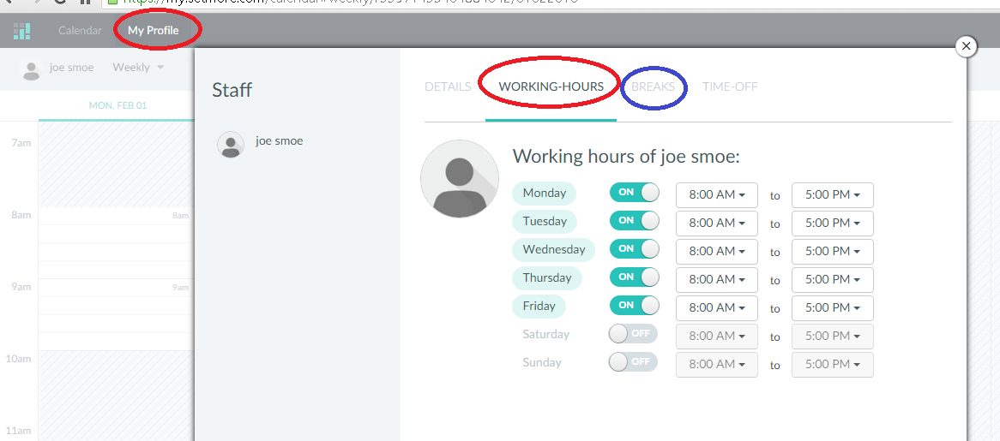 Calendar My Profile
joe smoe Weekly
MON, FEB 01
7am
8am 8am
9am 9am
10am
11am
Staff
joe smoe
DETAILS WORKING-HOURS BREAKS TIME-OFF
Working hours of joe smoe:
Monday ON 8:00 AM to 5:00 PM
Tuesday ON 8:00 AM to 5:00 PM
Wednesday ON 8:00 AM to 5:00 PM
Thursday ON 8:00 AM to 5:00 PM
Friday ON 8:00 AM to 5:00 PM
Saturday OFF 8:00 AM to 5:00 PM
Sunday OFF 8:00 AM to 5:00 PM